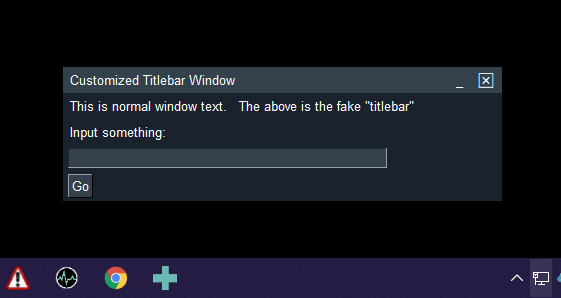 Customized Titlebar Window
This is normal window text.   The above is the fake "titlebar"
Input something:
Go